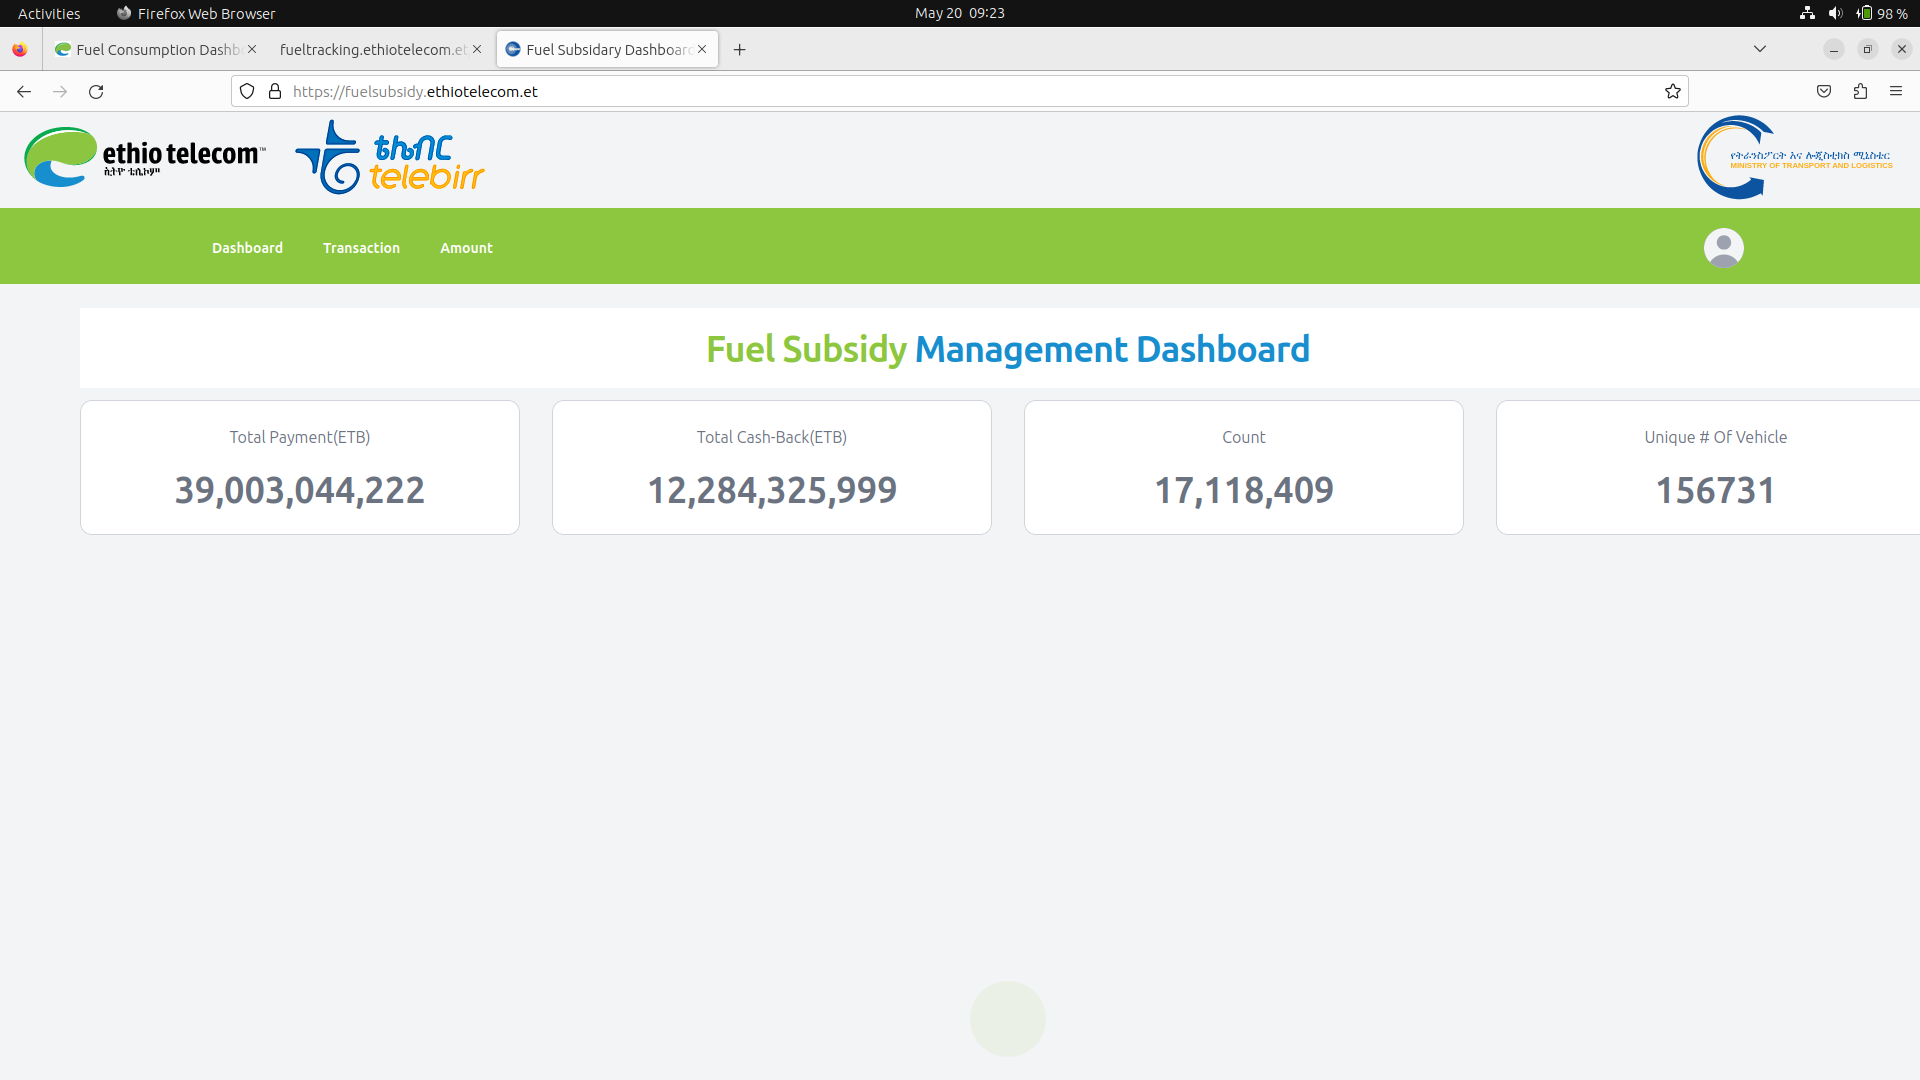 Activities
Firefox Web Browser
May 20 09:23
98 %
Fuel Consumption Dashb
fueltracking.ethiotelecom.et
Fuel Subsidary Dashboard
https://fuelsubsidy.ethiotelecom.et
ethio telecom™
ኢትዮ ቴሌኮም
ቴሌብር
telebirr
የትራንስፖርት እና ሎጂስቲክስ ሚኒስቴር
MINISTRY OF TRANSPORT AND LOGISTICS
Dashboard
Transaction
Amount
Fuel Subsidy Management Dashboard
Total Payment(ETB)
39,003,044,222
Total Cash-Back(ETB)
12,284,325,999
Count
17,118,409
Unique # Of Vehicle
156731